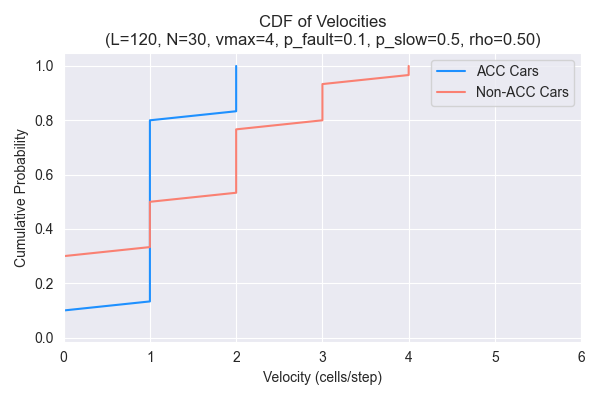 CDF of Velocities
(L=120, N=30, vmax=4, p_fault=0.1, p_slow=0.5, rho=0.50)
ACC Cars
Non-ACC Cars
1.0
0.8
0.6
0.4
0.2
0.0
Cumulative Probability
0 1 2 3 4 5 6
Velocity (cells/step)